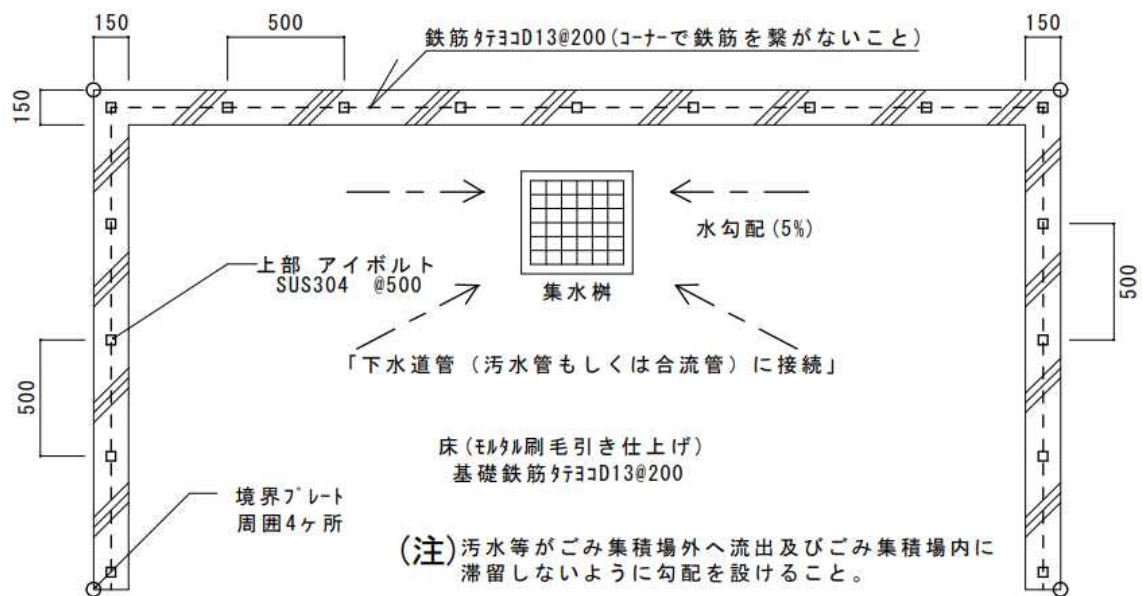 150
500
鉄筋ﾀﾃﾖｺD13@200(ｺｰﾅｰで鉄筋を繋がないこと)
150
150
水勾配(5%)
上部 アイボルト
SUS304 @500
集水桝
500
「下水道管(汚水管もしくは合流管)に接続」
500
床(ﾓﾙﾀﾙ刷毛引き仕上げ)
基礎鉄筋ﾀﾃﾖｺD13@200
境界ﾌﾟﾚｰﾄ
周囲4ヶ所
(注)汚水等がごみ集積場外へ流出及びごみ集積場内に
滞留しないように勾配を設けること。